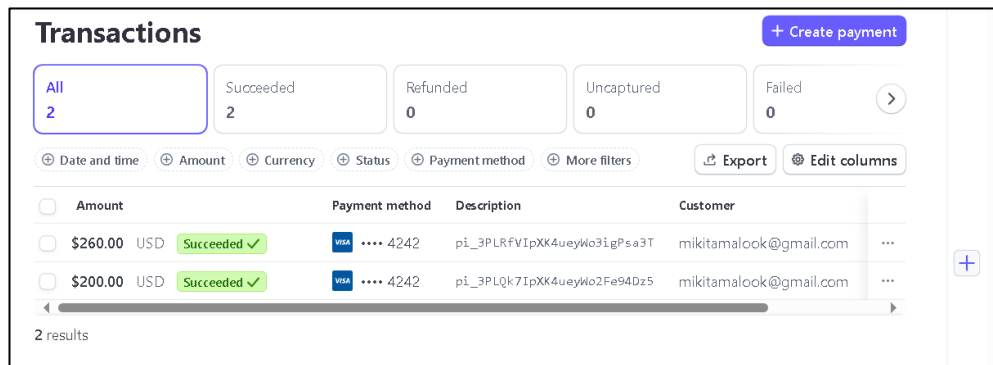 Transactions
+ Create payment
All
2
Succeeded
2
Refunded
0
Uncaptured
0
Failed
0
Date and time
Amount
Currency
Status
Payment method
More filters
Export
Edit columns
Amount Payment method Description Customer
$260.00 USD Succeeded ✓ VISA •••• 4242 pi_3PLRfVIpXK4ueyWo3igPsa3T mikitamalook@gmail.com ···
$200.00 USD Succeeded ✓ VISA •••• 4242 pi_3PLQk7IpXK4ueyWo2Fe94Dz5 mikitamalook@gmail.com ···
2 results